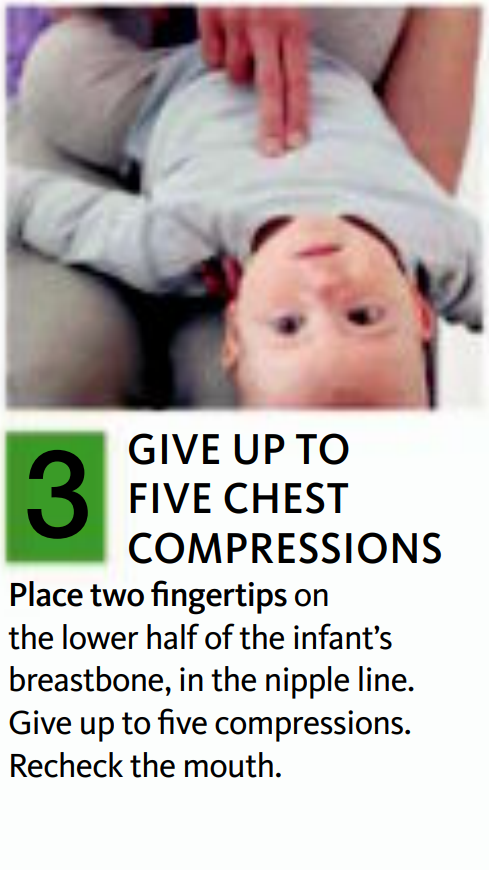 3
GIVE UP TO
FIVE CHEST
COMPRESSIONS
Place two fingertips on
the lower half of the infant’s
breastbone, in the nipple line.
Give up to five compressions.
Recheck the mouth.